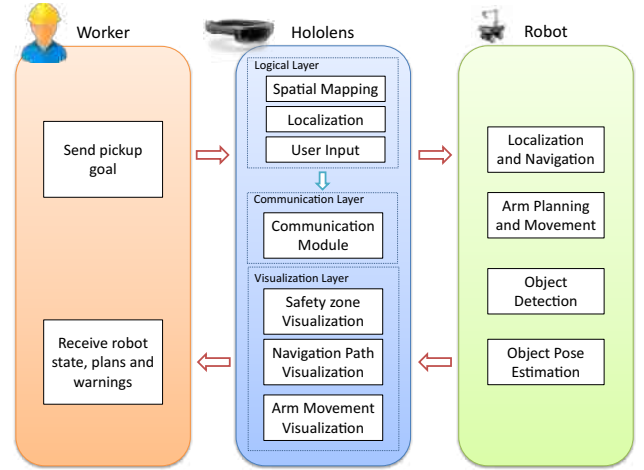 Worker
Send pickup
goal
Receive robot
state, plans and
warnings
Hololens
Logical Layer
Spatial Mapping
Localization
User Input
Communication Layer
Communication
Module
Visualization Layer
Safety zone
Visualization
Navigation Path
Visualization
Arm Movement
Visualization
Robot
Localization
and Navigation
Arm Planning
and Movement
Object
Detection
Object Pose
Estimation